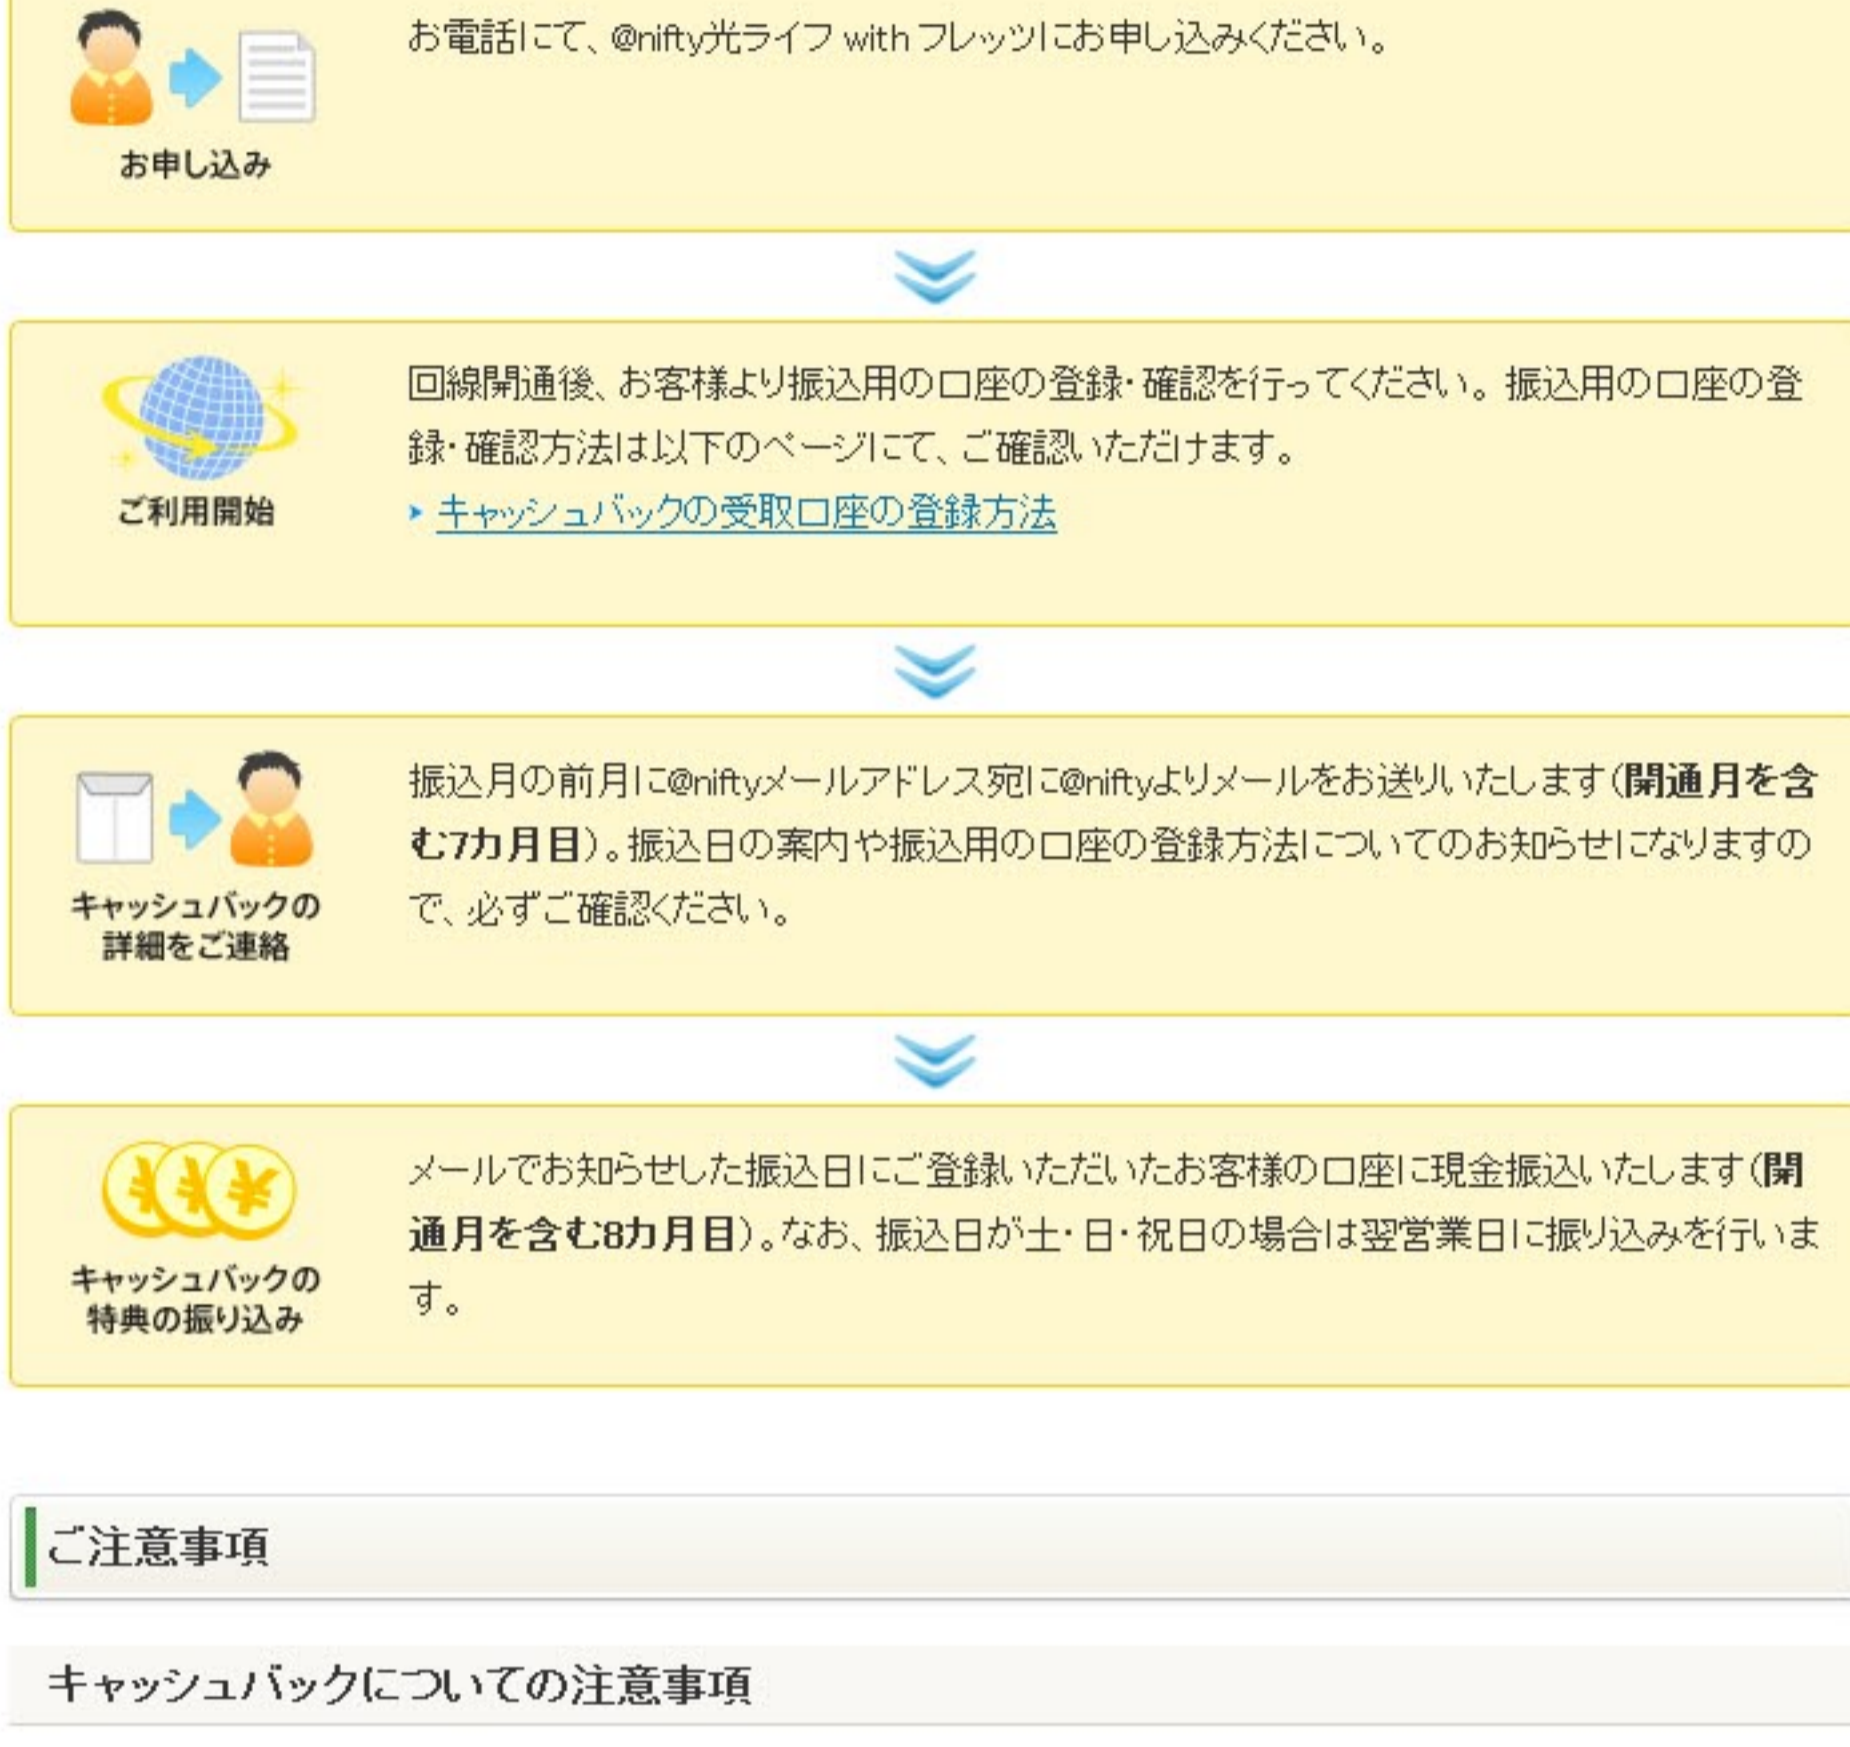 お電話にて、@nifty光ライフ with フレッツにお申し込みください。
お申し込み
回線開通後、お客様より振込用の口座の登録・確認を行ってください。振込用の口座の登
録・確認方法は以下のページにて、ご確認いただけます。
キャッシュバックの受取口座の登録方法
ご利用開始
振込月の前月に@niftyメールアドレス宛に@niftyよりメールをお送りいたします(開通月を含
む7カ月目)。振込日の案内や振込用の口座の登録方法についてのお知らせになりますの
で、必ずご確認ください。
キャッシュバックの
詳細をご連絡
メールでお知らせした振込日にご登録いただいたお客様の口座に現金振込いたします(開
通月を含む8カ月目)。なお、振込日が土・日・祝日の場合は翌営業日に振り込みを行いま
す。
¥¥¥
キャッシュバックの
特典の振り込み
ご注意事項
キャッシュバックについての注意事項